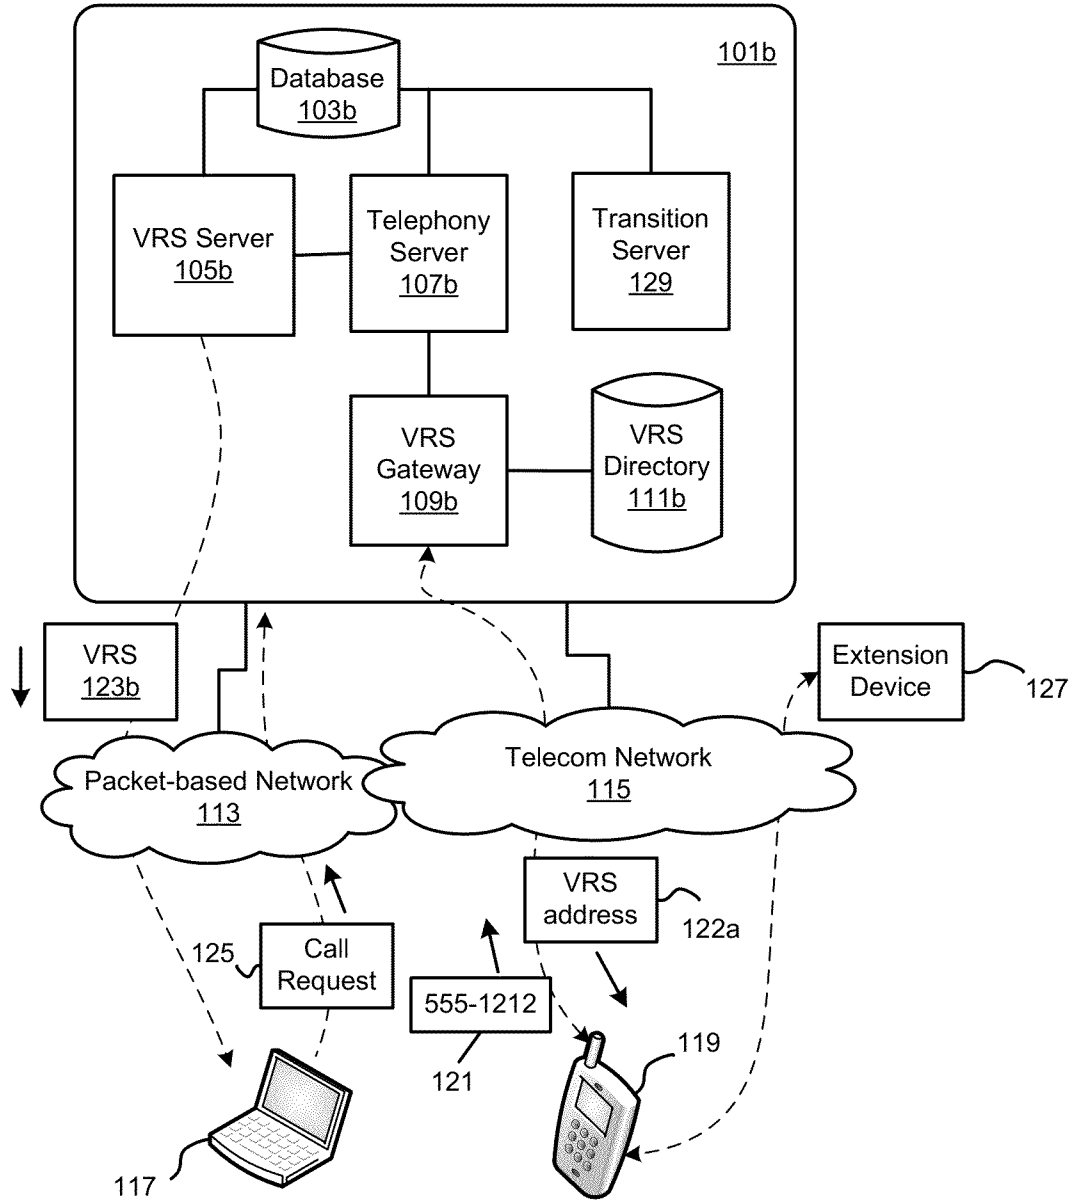 101b
Database
103b
VRS Server
105b
Telephony
Server
107b
Transition
Server
129
VRS
Gateway
109b
VRS
Directory
111b
VRS
123b
Extension
Device
127
Packet-based Network
113
Telecom Network
115
VRS
address
122a
125
Call
Request
555-1212
121
119
117